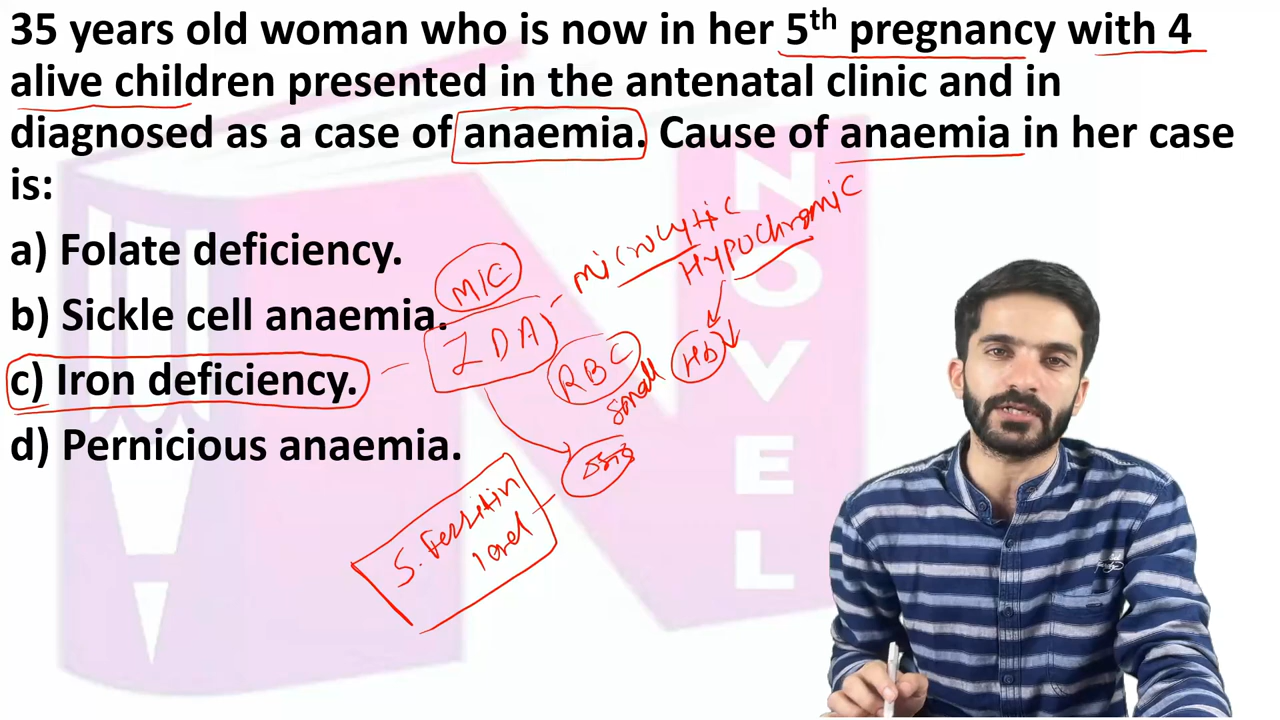 35 years old woman who is now in her 5th pregnancy with 4
alive children presented in the antenatal clinic and in
diagnosed as a case of anaemia. Cause of anaemia in her case
is:
a) Folate deficiency.
b) Sickle cell anaemia.
c) Iron deficiency.
d) Pernicious anaemia.
M/C
IDA
microcytic
Hypochromic
RBC
small
Hb↓
S. Ferritin
level
NOVEL